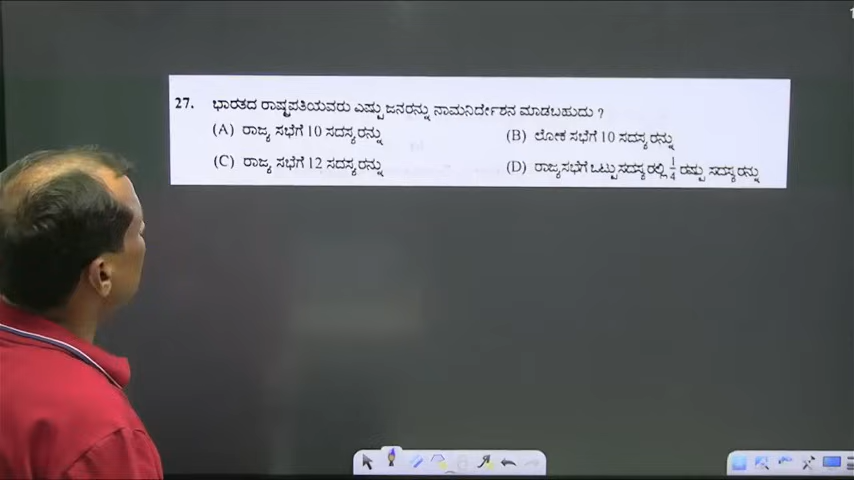 27. ಭಾರತದ ರಾಷ್ಟ್ರಪತಿಯವರು ಎಷ್ಟು ಜನರನ್ನು ನಾಮನಿರ್ದೇಶನ ಮಾಡಬಹುದು ?
(A) ರಾಜ್ಯ ಸಭೆಗೆ 10 ಸದಸ್ಯರನ್ನು (B) ಲೋಕ ಸಭೆಗೆ 10 ಸದಸ್ಯರನ್ನು
(C) ರಾಜ್ಯ ಸಭೆಗೆ 12 ಸದಸ್ಯರನ್ನು (D) ರಾಜ್ಯಸಭೆಗೆ ಒಟ್ಟು ಸದಸ್ಯರಲ್ಲಿ 1/4 ರಷ್ಟು ಸದಸ್ಯರನ್ನು